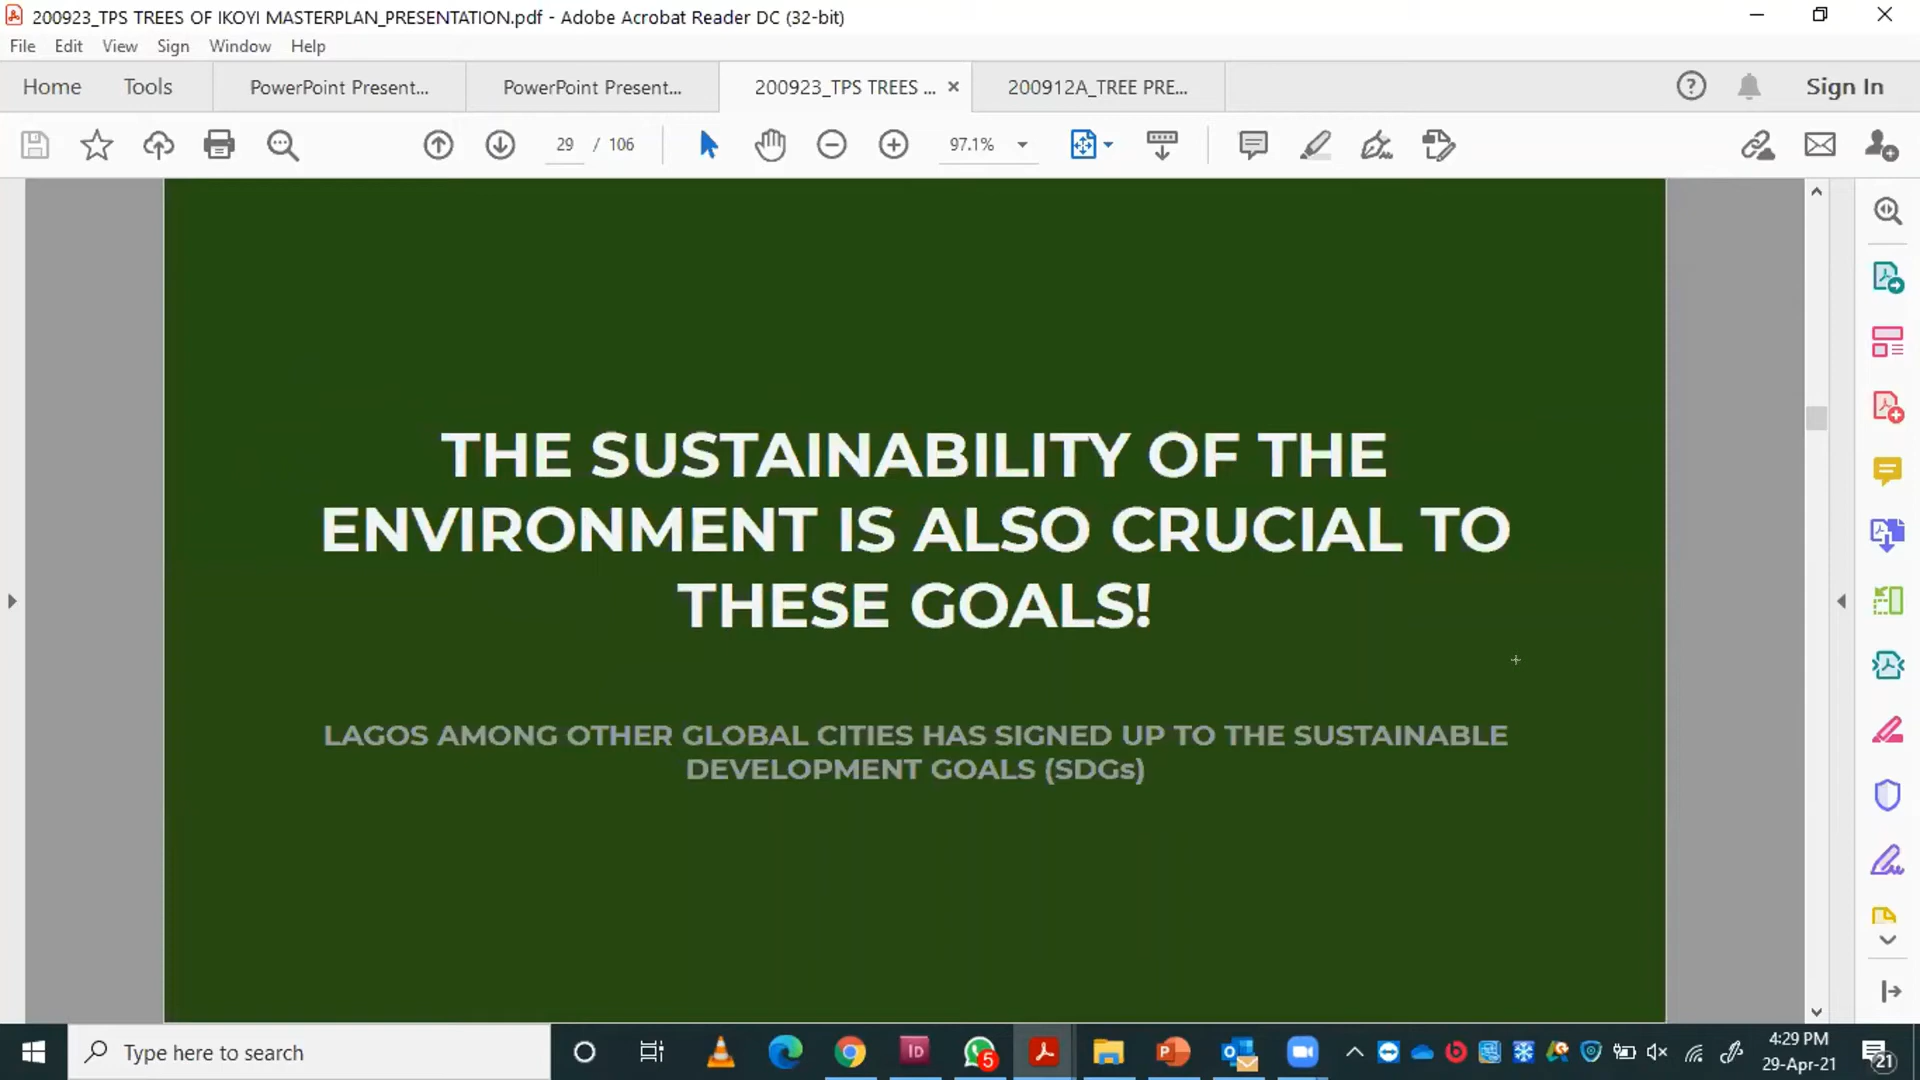 200923_TPS TREES OF IKOYI MASTERPLAN_PRESENTATION.pdf - Adobe Acrobat Reader DC (32-bit)
File Edit View Sign Window Help
Home Tools PowerPoint Present... PowerPoint Present... 200923_TPS TREES ... 200912A_TREE PRE... Sign In
29 / 106 97.1%
THE SUSTAINABILITY OF THE
ENVIRONMENT IS ALSO CRUCIAL TO
THESE GOALS!
LAGOS AMONG OTHER GLOBAL CITIES HAS SIGNED UP TO THE SUSTAINABLE
DEVELOPMENT GOALS (SDGs)
Type here to search
ID
5
P
4:29 PM
29-Apr-21
21